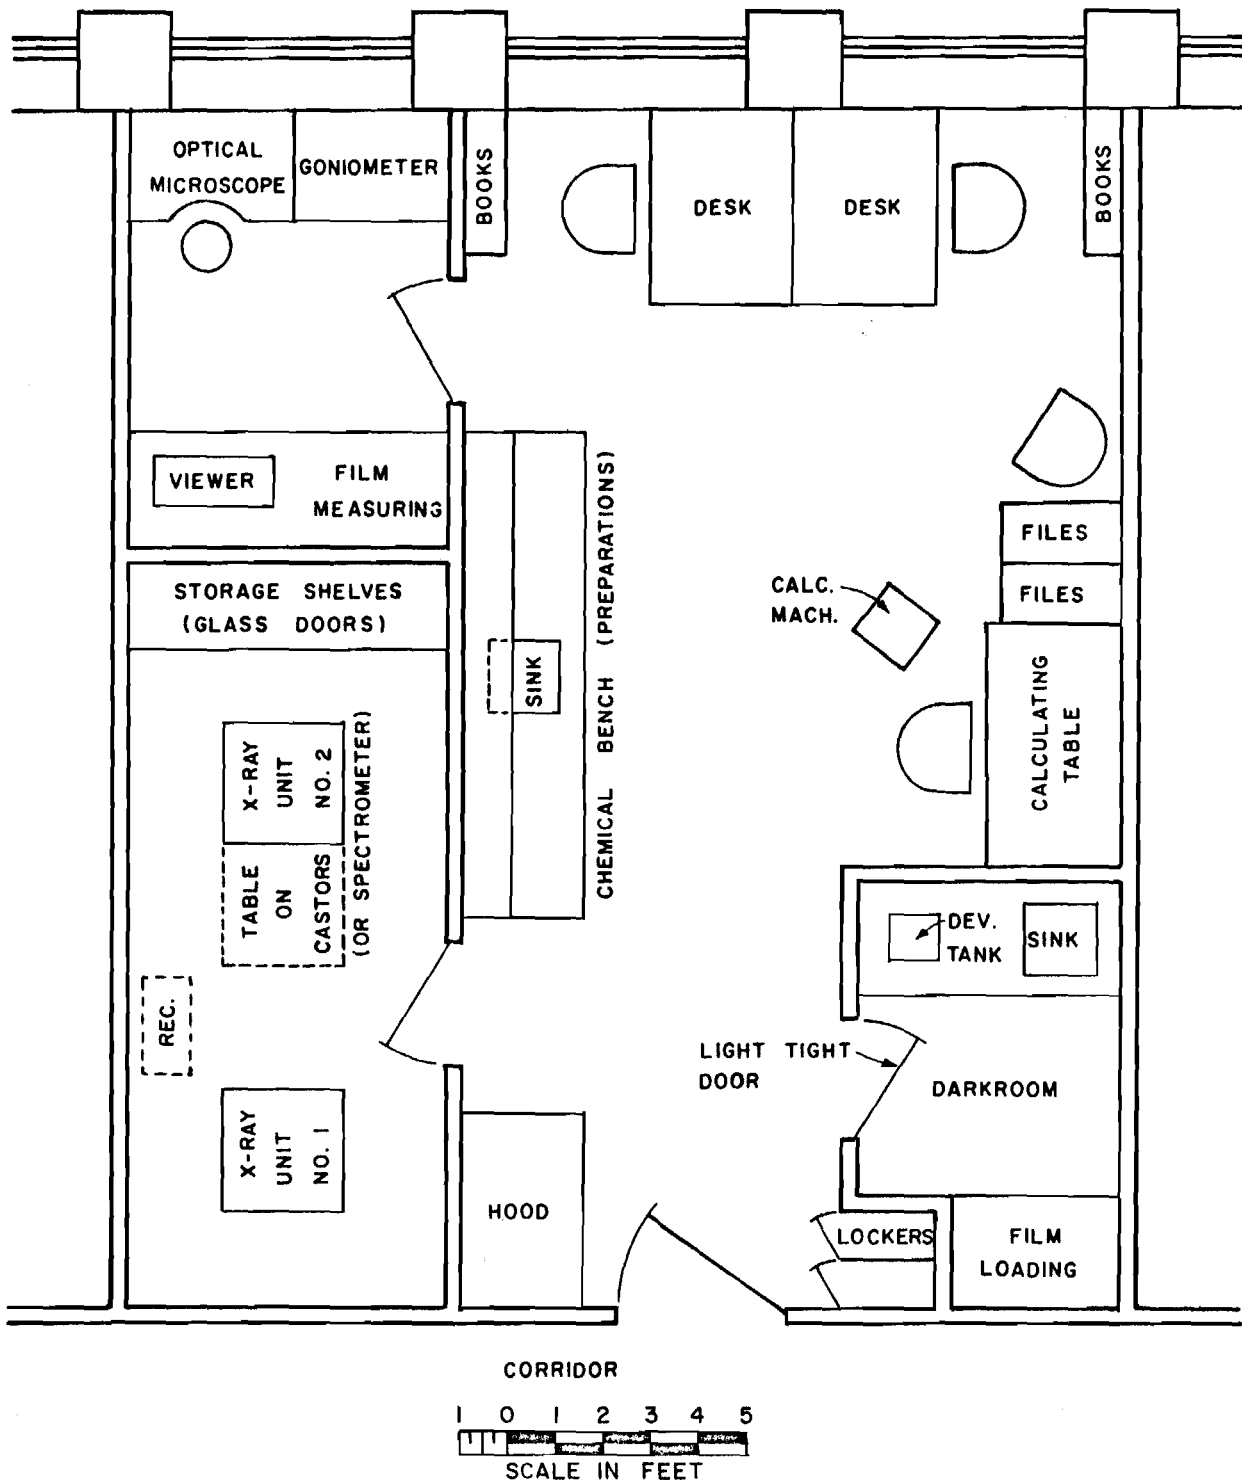 OPTICAL
MICROSCOPE
GONIOMETER
BOOKS
DESK
DESK
BOOKS
VIEWER
FILM
MEASURING
STORAGE SHELVES
(GLASS DOORS)
CHEMICAL BENCH (PREPARATIONS)
SINK
FILES
FILES
CALC.
MACH.
CALCULATING
TABLE
X-RAY
UNIT
NO. 2
TABLE
ON
CASTORS
(OR SPECTROMETER)
REC.
X-RAY
UNIT
NO. 1
DEV.
TANK
SINK
LIGHT TIGHT
DOOR
DARKROOM
HOOD
LOCKERS
FILM
LOADING
CORRIDOR
1 0 1 2 3 4 5
SCALE IN FEET